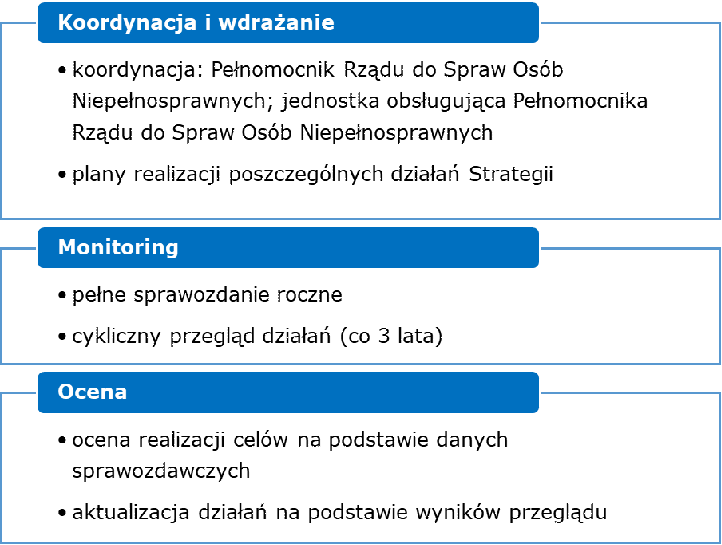 Koordynacja i wdrażanie
• koordynacja: Pełnomocnik Rządu do Spraw Osób
Niepełnosprawnych; jednostka obsługująca Pełnomocnika
Rządu do Spraw Osób Niepełnosprawnych
• plany realizacji poszczególnych działań Strategii
Monitoring
• pełne sprawozdanie roczne
• cykliczny przegląd działań (co 3 lata)
Ocena
• ocena realizacji celów na podstawie danych
sprawozdawczych
• aktualizacja działań na podstawie wyników przeglądu